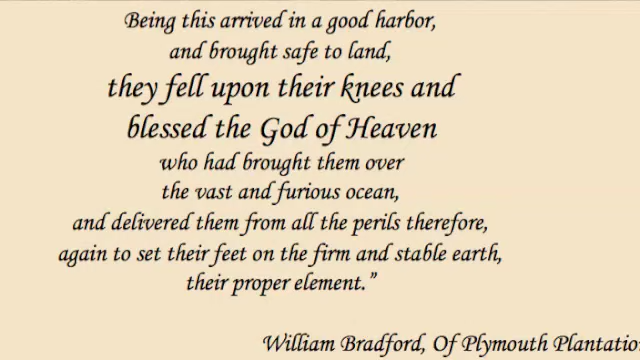 Being this arrived in a good harbor,
and brought safe to land,
they fell upon their knees and
blessed the God of Heaven
who had brought them over
the vast and furious ocean,
and delivered them from all the perils therefore,
again to set their feet on the firm and stable earth,
their proper element.”
William Bradford, Of Plymouth Plantatio